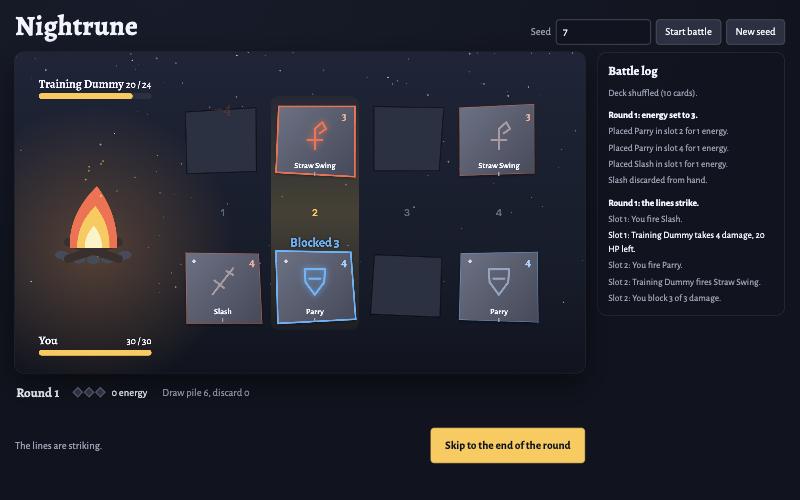 Nightrune
Seed 7 Start battle New seed
Training Dummy 20 / 24
-4
3
Straw Swing
3
Straw Swing
1 2 3 4
Blocked 3
4
Slash
4
Parry
4
Parry
You 30 / 30
Round 1 0 energy Draw pile 6, discard 0
The lines are striking.
Skip to the end of the round
Battle log
Deck shuffled (10 cards).
Round 1: energy set to 3.
Placed Parry in slot 2 for 1 energy.
Placed Parry in slot 4 for 1 energy.
Placed Slash in slot 1 for 1 energy.
Slash discarded from hand.
Round 1: the lines strike.
Slot 1: You fire Slash.
Slot 1: Training Dummy takes 4 damage, 20
HP left.
Slot 2: You fire Parry.
Slot 2: Training Dummy fires Straw Swing.
Slot 2: You block 3 of 3 damage.